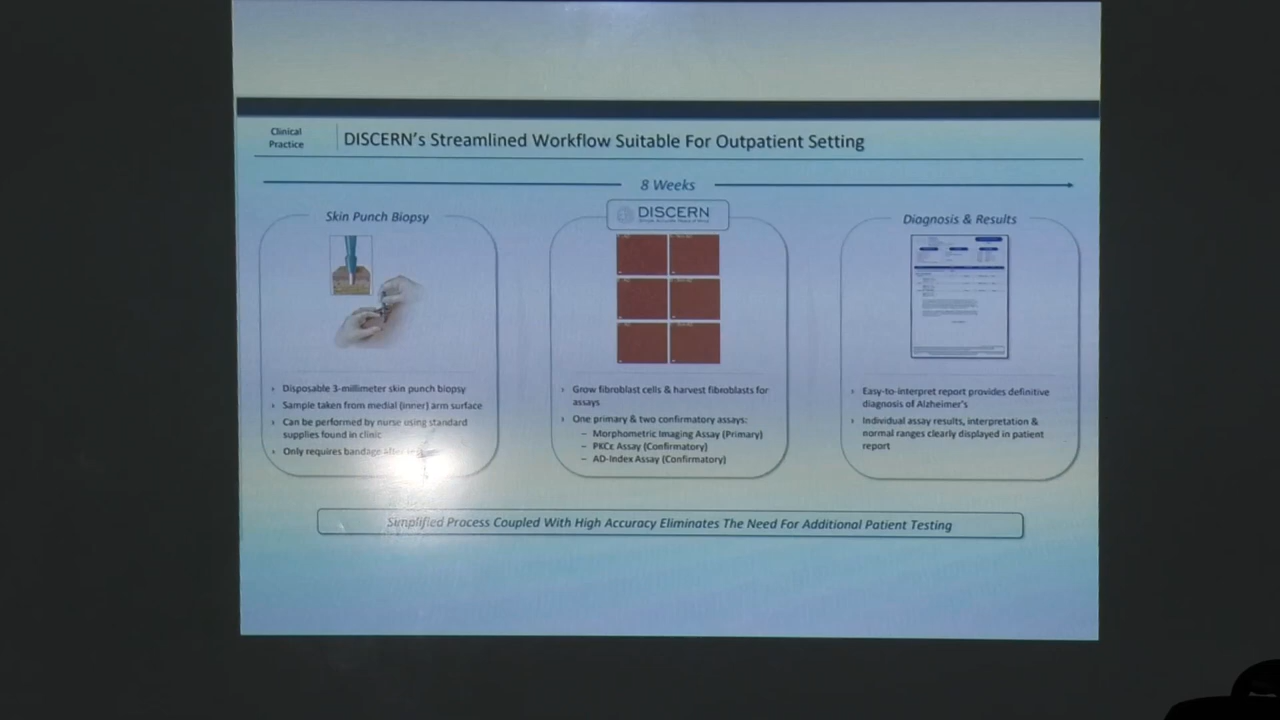 Clinical
Practice
DISCERN's Streamlined Workflow Suitable For Outpatient Setting
8 Weeks
Skin Punch Biopsy
› Disposable 3-millimeter skin punch biopsy
› Sample taken from medial (inner) arm surface
› Can be performed by nurse using standard
supplies found in clinic
› Only requires bandage after
DISCERN
› Grow fibroblast cells & harvest fibroblasts for
assays
› One primary & two confirmatory assays:
– Morphometric Imaging Assay (Primary)
– PKCε Assay (Confirmatory)
– AD-Index Assay (Confirmatory)
Diagnosis & Results
› Easy-to-interpret report provides definitive
diagnosis of Alzheimer's
› Individual assay results, interpretation &
normal ranges clearly displayed in patient
report
Simplified Process Coupled With High Accuracy Eliminates The Need For Additional Patient Testing